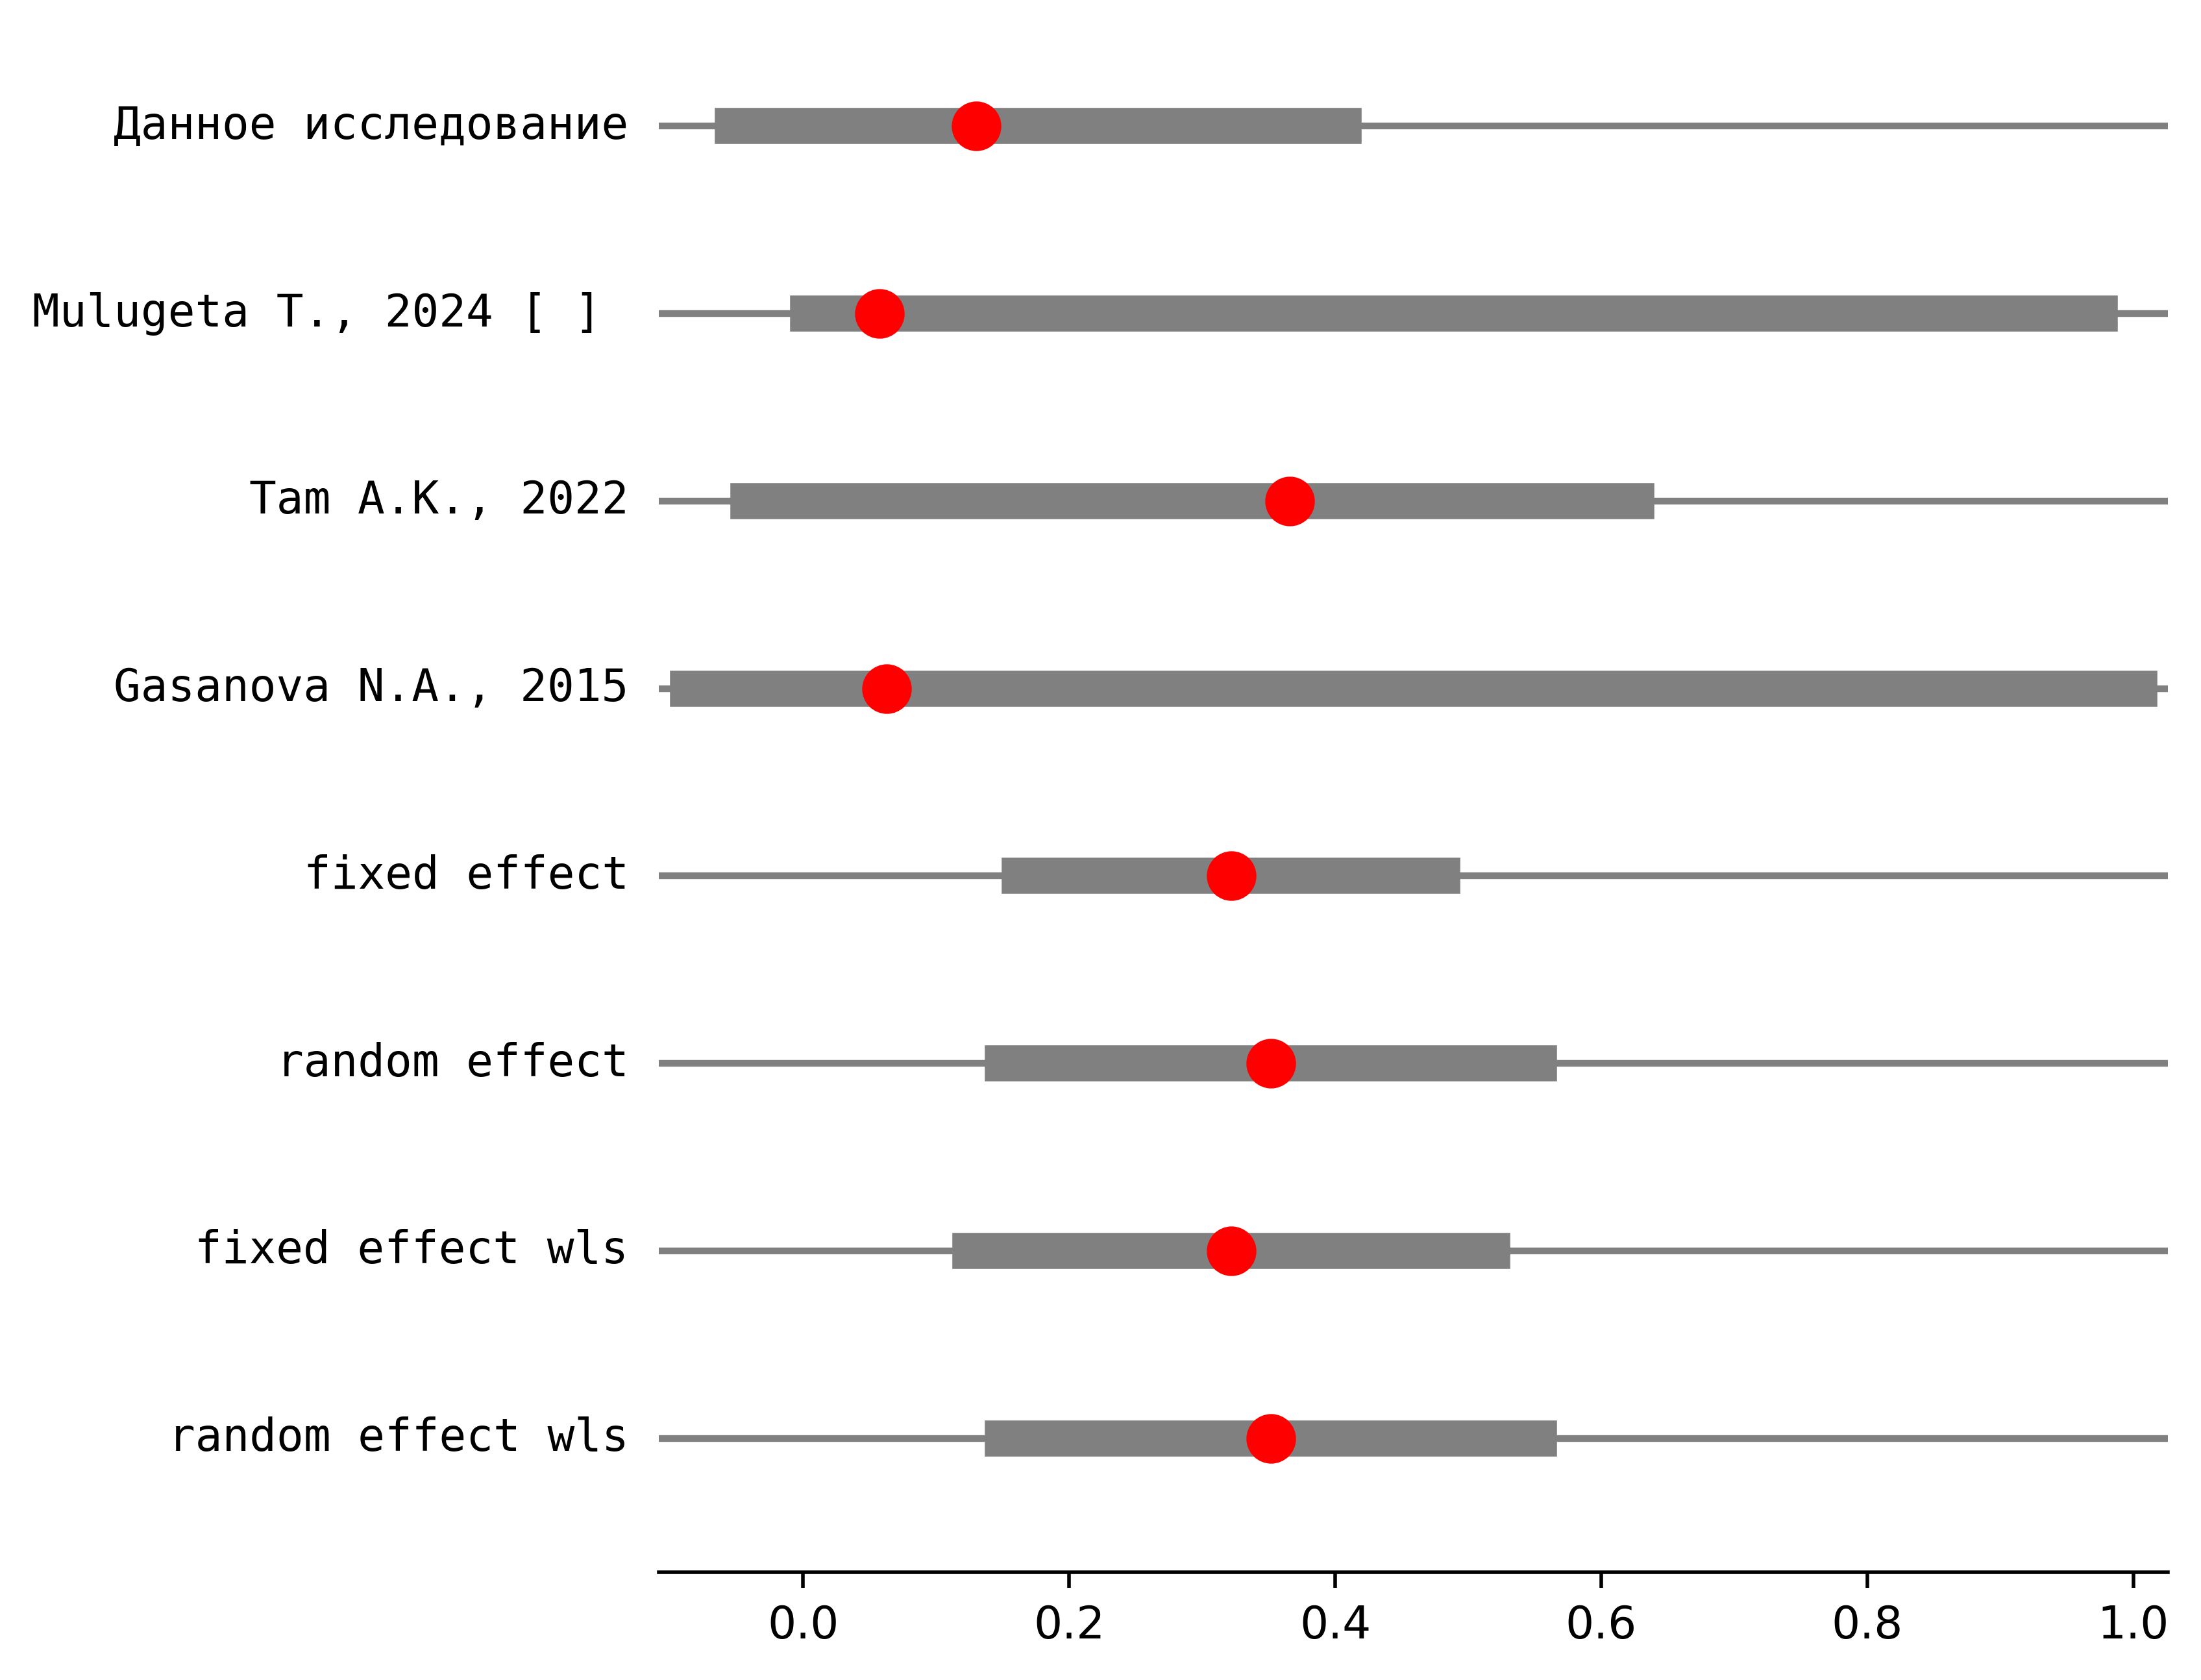 Данное исследование
Mulugeta T., 2024 [ ]
Tam A.K., 2022
Gasanova N.A., 2015
fixed effect
random effect
fixed effect wls
random effect wls
0.0 0.2 0.4 0.6 0.8 1.0